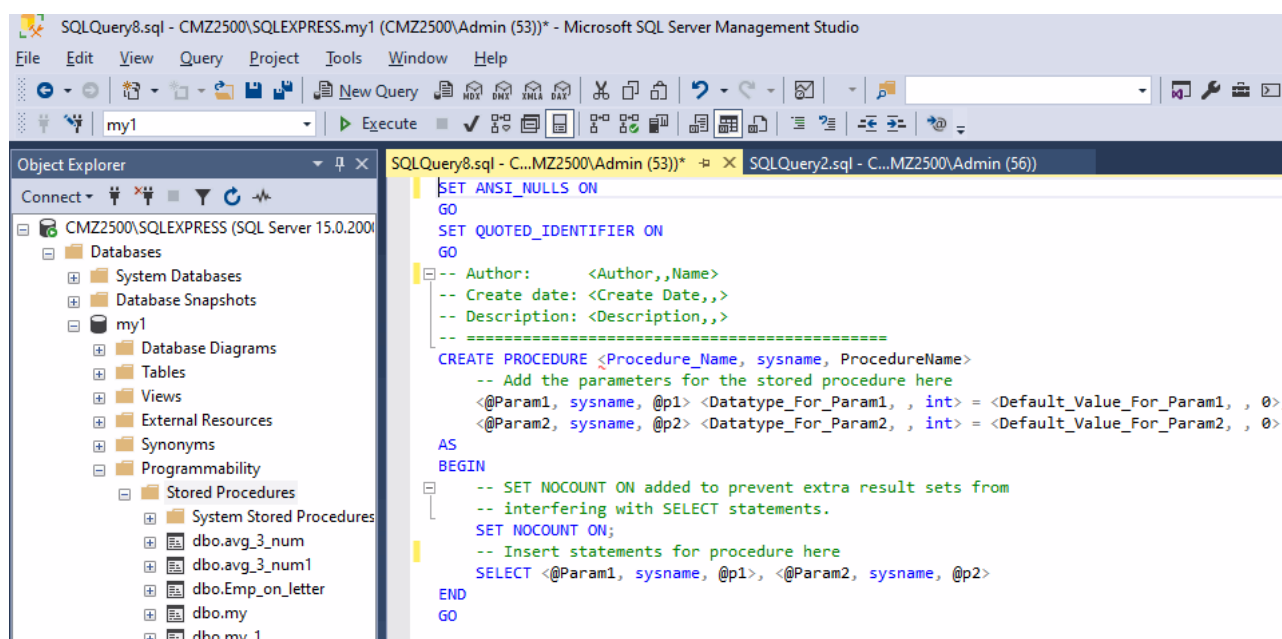 SQLQuery8.sql - CMZ2500\SQLEXPRESS.my1 (CMZ2500\Admin (53))* - Microsoft SQL Server Management Studio
File Edit View Query Project Tools Window Help
New Query MDX DMX XMLA DAX
my1 Execute
Object Explorer
Connect
CMZ2500\SQLEXPRESS (SQL Server 15.0.200
Databases
System Databases
Database Snapshots
my1
Database Diagrams
Tables
Views
External Resources
Synonyms
Programmability
Stored Procedures
System Stored Procedures
dbo.avg_3_num
dbo.avg_3_num1
dbo.Emp_on_letter
dbo.my
dbo.my_1
SQLQuery8.sql - C...MZ2500\Admin (53))* SQLQuery2.sql - C...MZ2500\Admin (56))
SET ANSI_NULLS ON
GO
SET QUOTED_IDENTIFIER ON
GO
-- Author: <Author,,Name>
-- Create date: <Create Date,,>
-- Description: <Description,,>
-- =============================================
CREATE PROCEDURE <Procedure_Name, sysname, ProcedureName>
-- Add the parameters for the stored procedure here
<@Param1, sysname, @p1> <Datatype_For_Param1, , int> = <Default_Value_For_Param1, , 0>
<@Param2, sysname, @p2> <Datatype_For_Param2, , int> = <Default_Value_For_Param2, , 0>
AS
BEGIN
-- SET NOCOUNT ON added to prevent extra result sets from
-- interfering with SELECT statements.
SET NOCOUNT ON;
-- Insert statements for procedure here
SELECT <@Param1, sysname, @p1>, <@Param2, sysname, @p2>
END
GO